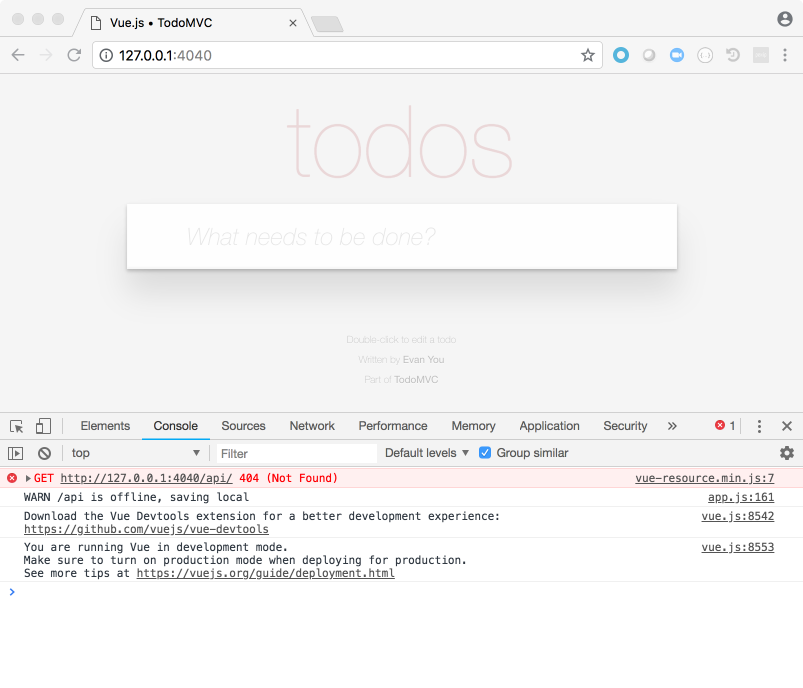 Vue.js • TodoMVC
127.0.0.1:4040
todos
What needs to be done?
Double-click to edit a todo
Written by Evan You
Part of TodoMVC
Elements Console Sources Network Performance Memory Application Security » 1
top Filter Default levels Group similar
GET http://127.0.0.1:4040/api/ 404 (Not Found) vue-resource.min.js:7
WARN /api is offline, saving local app.js:161
Download the Vue Devtools extension for a better development experience: vue.js:8542
https://github.com/vuejs/vue-devtools
You are running Vue in development mode. vue.js:8553
Make sure to turn on production mode when deploying for production.
See more tips at https://vuejs.org/guide/deployment.html